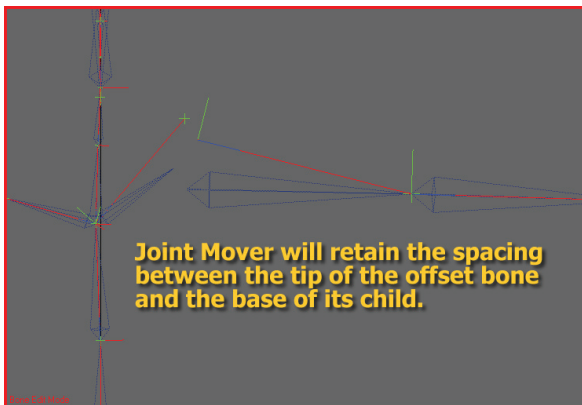 Joint Mover will retain the spacing
between the tip of the offset bone
and the base of its child.